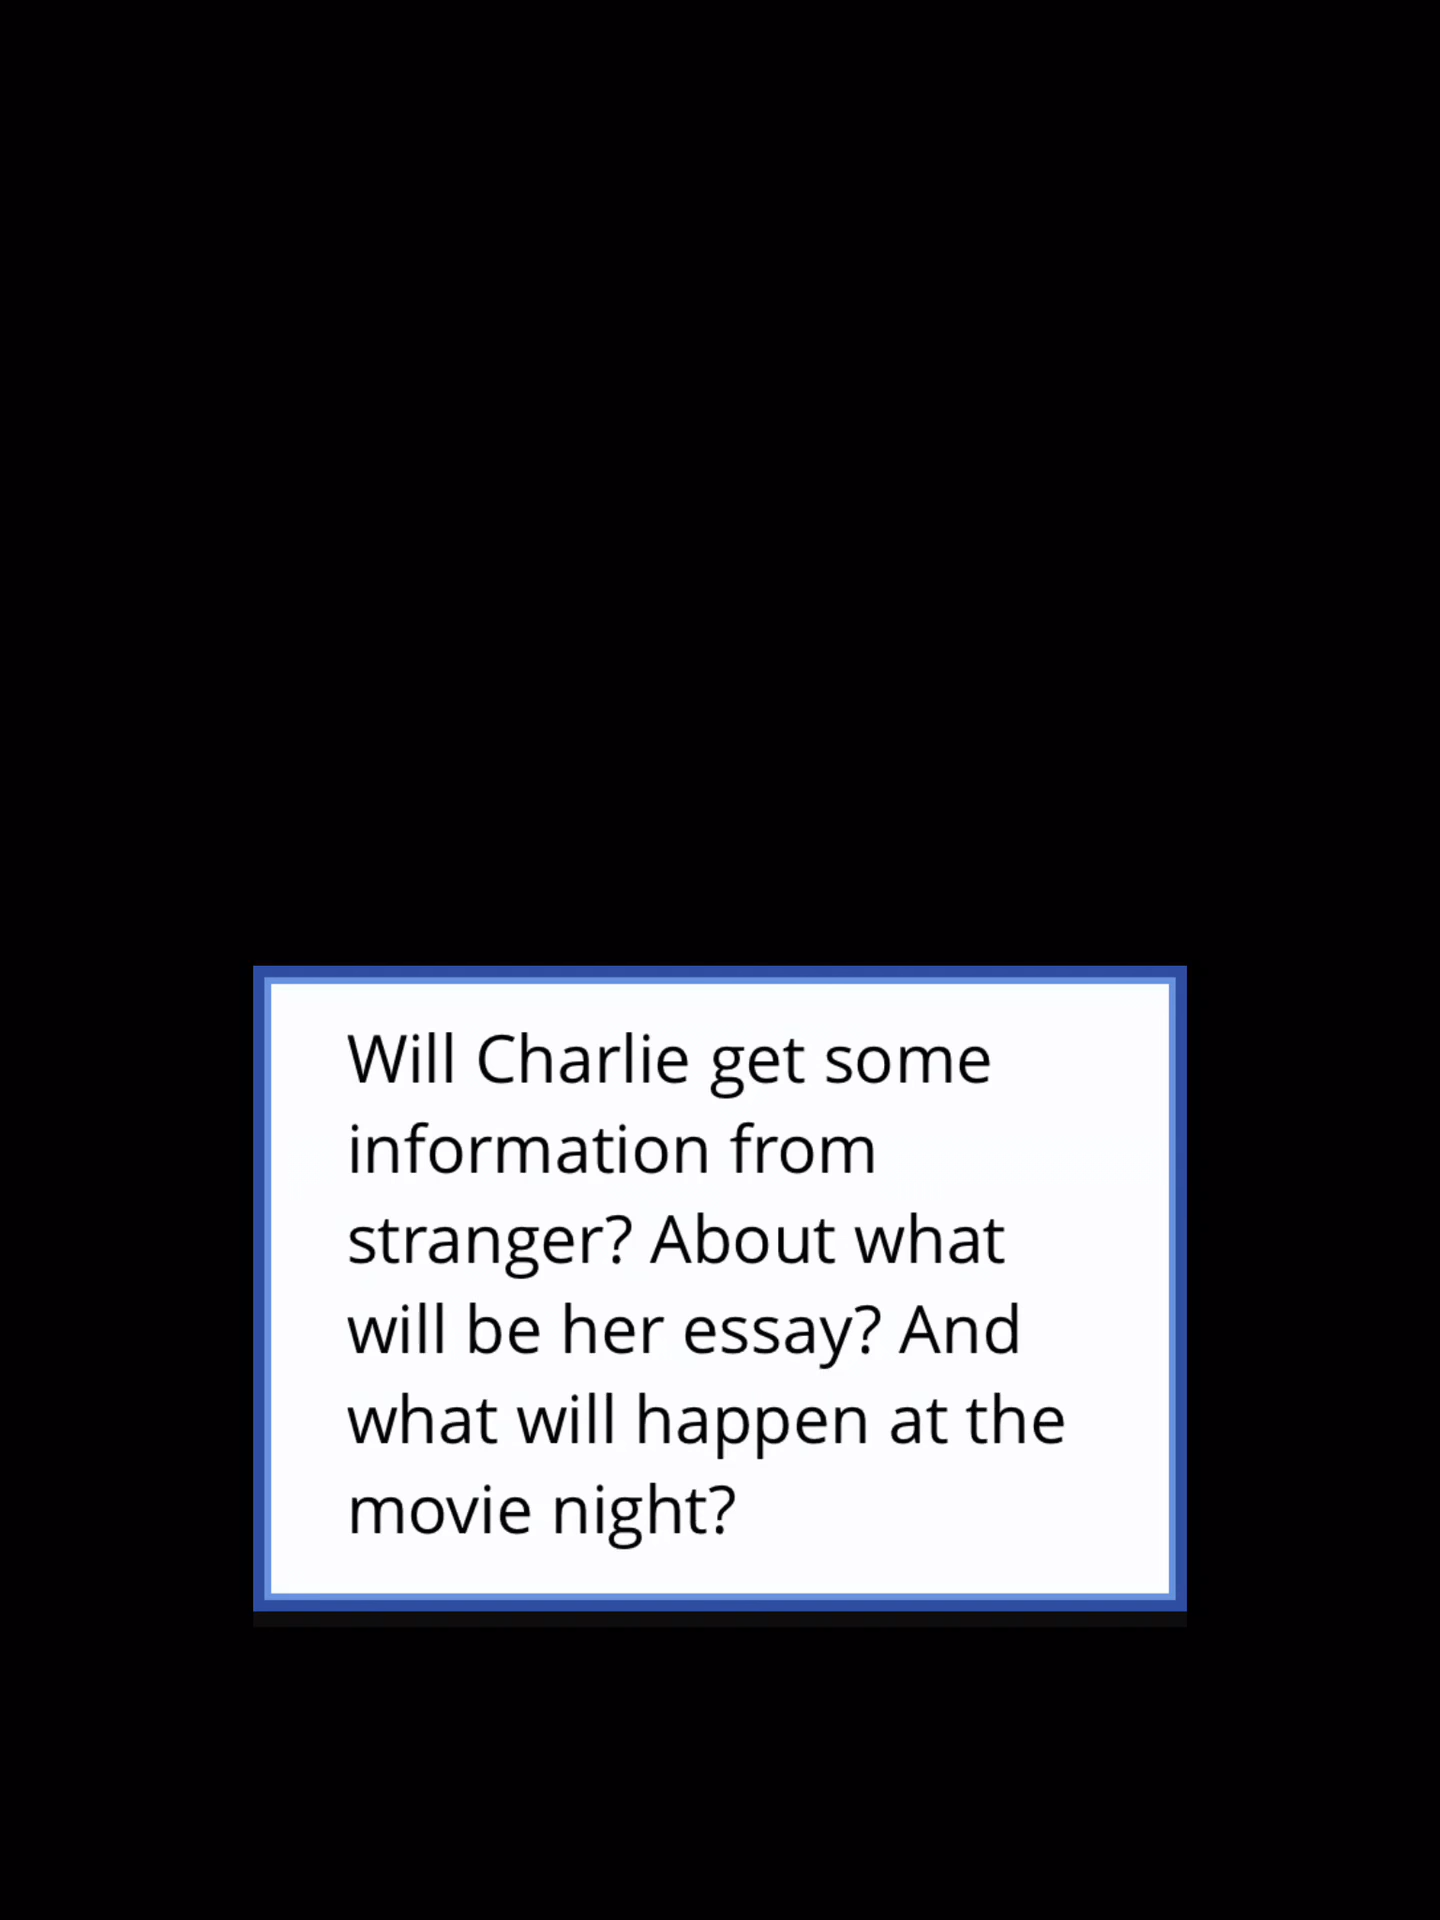 Will Charlie get some
information from
stranger? About what
will be her essay? And
what will happen at the
movie night?